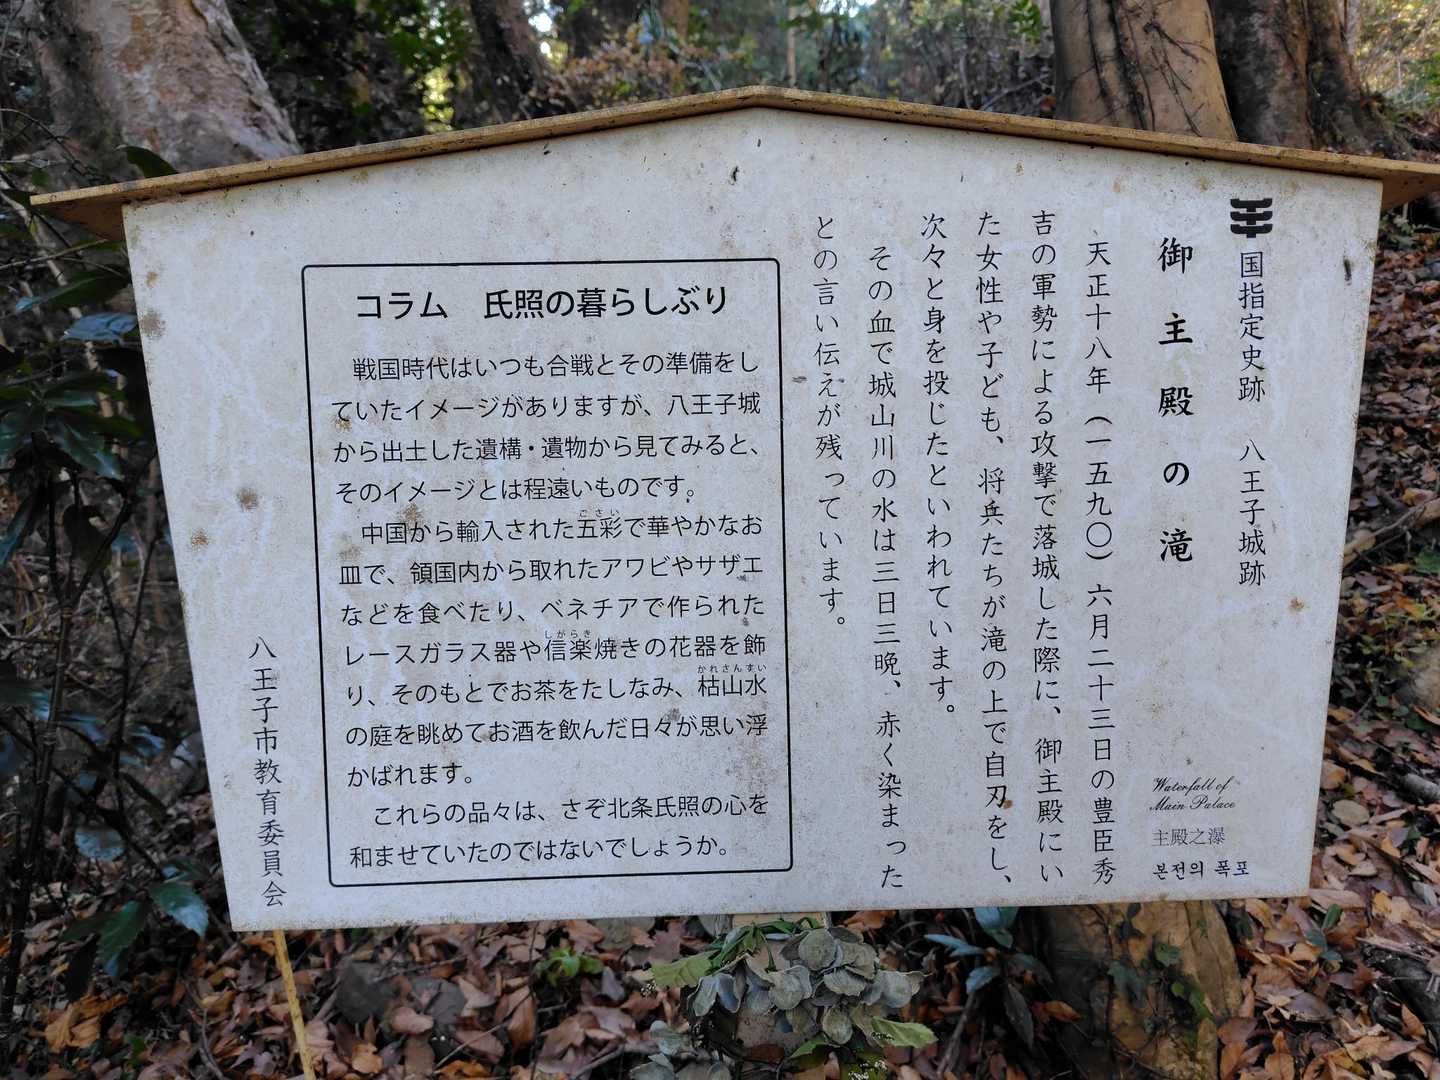 国指定史跡　八王子城跡
御主殿の滝
Waterfall of
Main Palace
主殿之瀑
본전의 폭포
天正十八年（一五九〇）六月二十三日の豊臣秀
吉の軍勢による攻撃で落城した際に、御主殿にい
た女性や子ども、将兵たちが滝の上で自刃をし、
次々と身を投じたといわれています。
その血で城山川の水は三日三晩、赤く染まった
との言い伝えが残っています。
コラム　氏照の暮らしぶり
戦国時代はいつも合戦とその準備をし
ていたイメージがありますが、八王子城
から出土した遺構・遺物から見てみると、
そのイメージとは程遠いものです。
ごさい
中国から輸入された五彩で華やかなお
皿で、領国内から取れたアワビやサザエ
などを食べたり、ベネチアで作られた
しがらき
レースガラス器や信楽焼きの花器を飾
かれさんすい
り、そのもとでお茶をたしなみ、枯山水
の庭を眺めてお酒を飲んだ日々が思い浮
かばれます。
これらの品々は、さぞ北条氏照の心を
和ませていたのではないでしょうか。
八王子市教育委員会